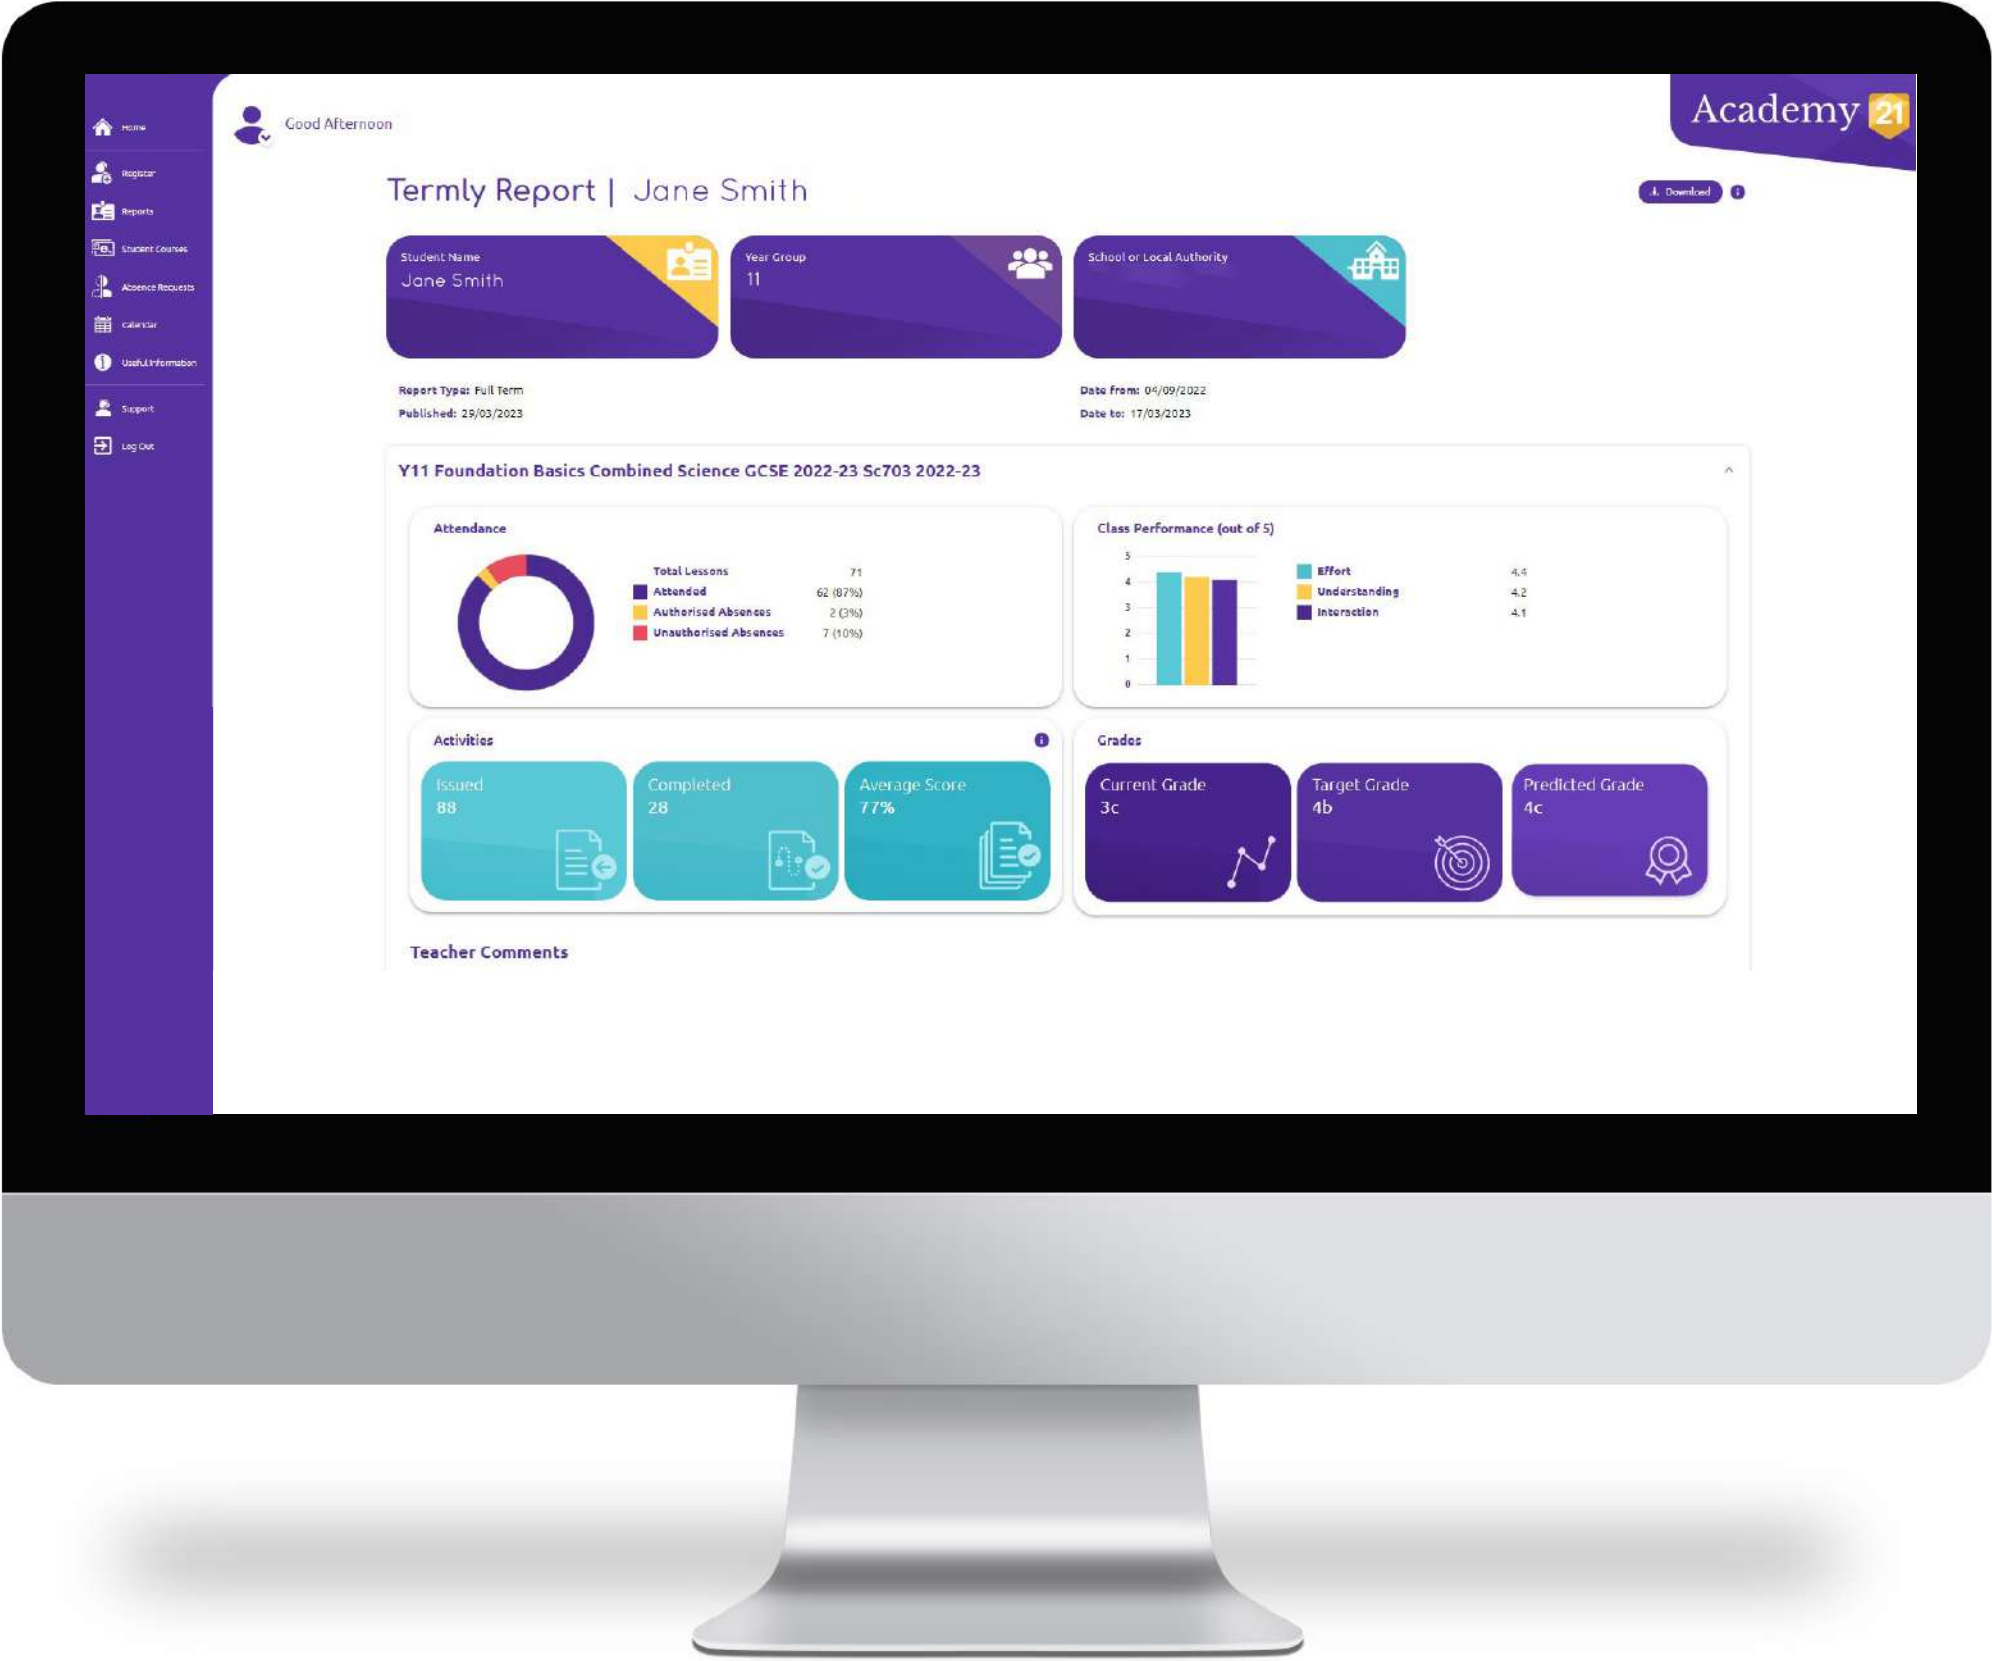 Academy 21
Home
Register
Reports
Student Courses
Absence Requests
Calendar
Useful Information
Support
Log Out
Good Afternoon
Termly Report | Jane Smith
Download
Student Name
Jane Smith
Year Group
11
School or Local Authority
Report Type: Full Term
Published: 29/03/2023
Date from: 04/09/2022
Date to: 17/03/2023
Y11 Foundation Basics Combined Science GCSE 2022-23 Sc703 2022-23
Attendance
Total Lessons 71
Attended 62 (87%)
Authorised Absences 2 (3%)
Unauthorised Absences 7 (10%)
Class Performance (out of 5)
5
4
3
2
1
0
Effort 4.4
Understanding 4.2
Interaction 4.1
Activities
Issued
88
Completed
28
Average Score
77%
Grades
Current Grade
3c
Target Grade
4b
Predicted Grade
4c
Teacher Comments